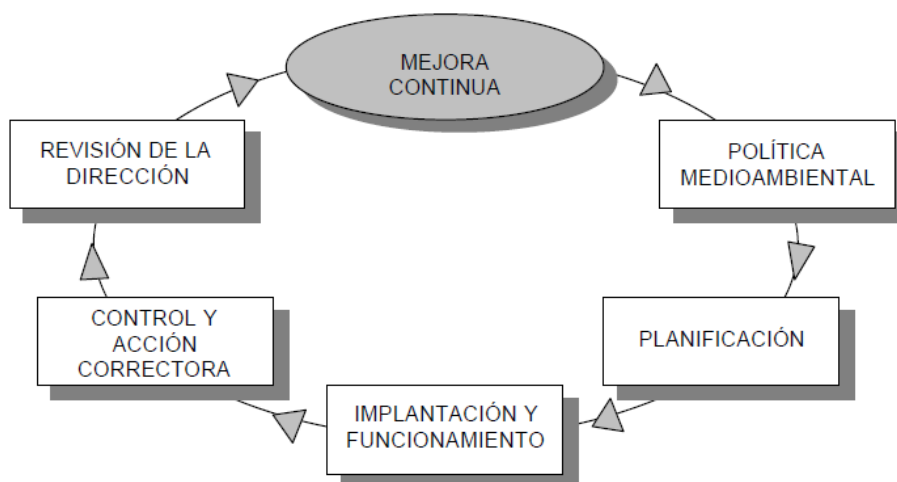 MEJORA
CONTINUA
POLÍTICA
MEDIOAMBIENTAL
PLANIFICACIÓN
IMPLANTACIÓN Y
FUNCIONAMIENTO
CONTROL Y
ACCIÓN
CORRECTORA
REVISIÓN DE LA
DIRECCIÓN